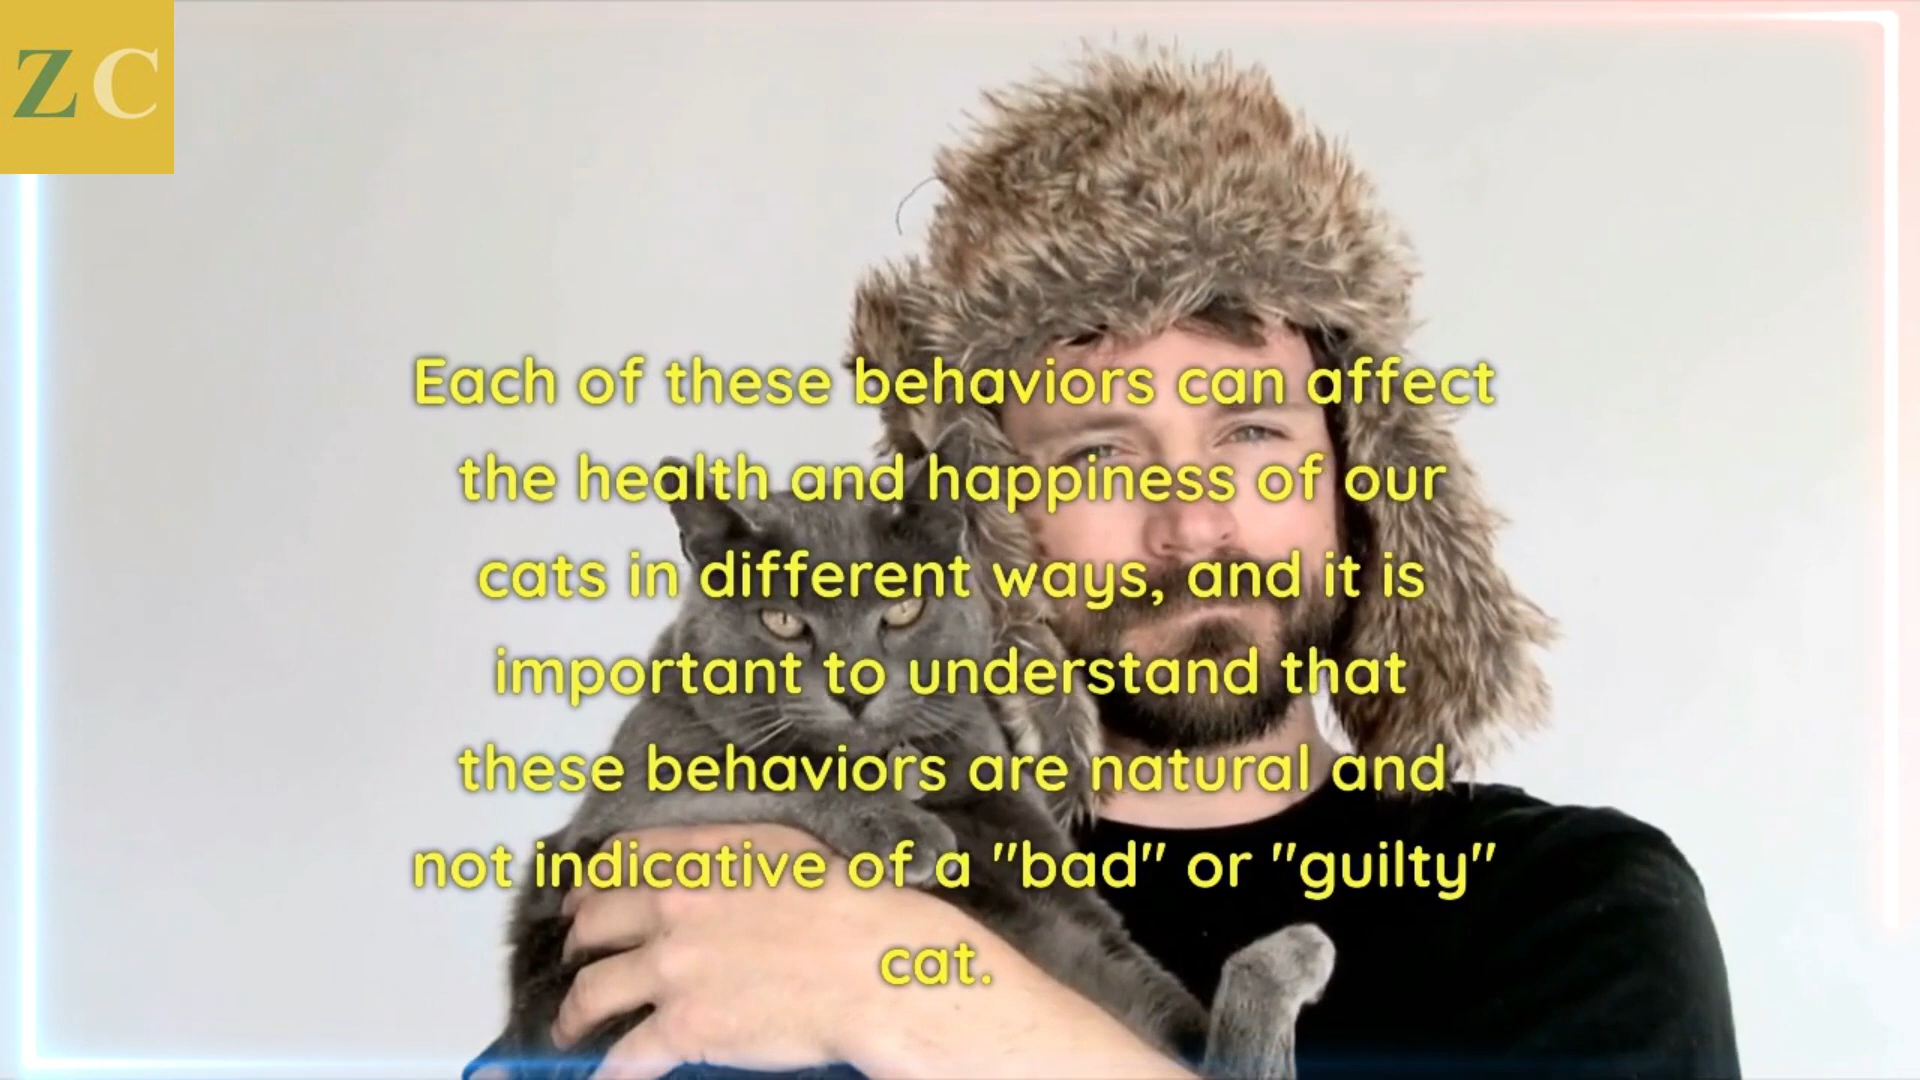 Z C
Each of these behaviors can affect
the health and happiness of our
cats in different ways, and it is
important to understand that
these behaviors are natural and
not indicative of a "bad" or "guilty"
cat.